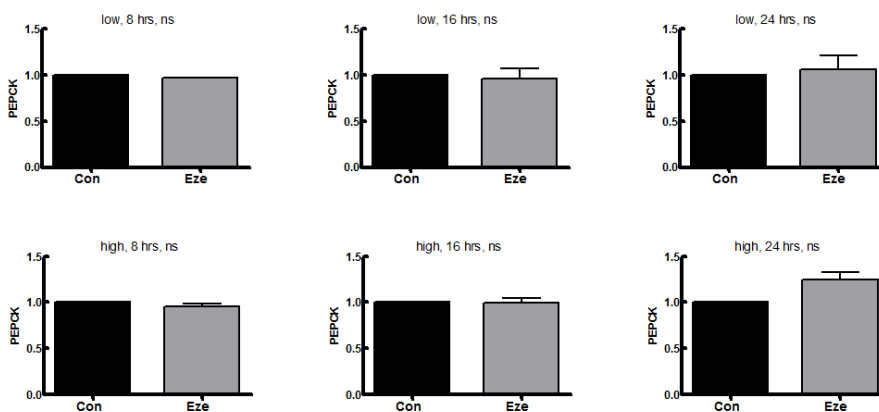 low, 8 hrs, ns
1.5
1.0
0.5
0.0
PEPCK
Con Eze
low, 16 hrs, ns
1.5
1.0
0.5
0.0
PEPCK
Con Eze
low, 24 hrs, ns
1.5
1.0
0.5
0.0
PEPCK
Con Eze
high, 8 hrs, ns
1.5
1.0
0.5
0.0
PEPCK
Con Eze
high, 16 hrs, ns
1.5
1.0
0.5
0.0
PEPCK
Con Eze
high, 24 hrs, ns
1.5
1.0
0.5
0.0
PEPCK
Con Eze